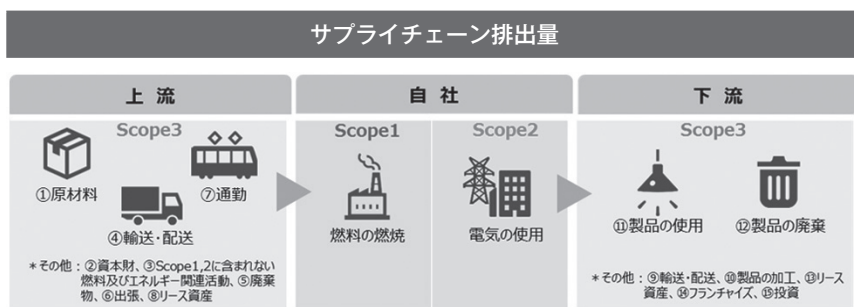 サプライチェーン排出量
上流
自社
下流
Scope3
①原材料
⑦通勤
④輸送・配送
*その他:②資本財、③Scope1,2に含まれない
燃料及びエネルギー関連活動、⑤廃棄
物、⑥出張、⑧リース資産
Scope1
燃料の燃焼
Scope2
電気の使用
Scope3
⑪製品の使用
⑫製品の廃棄
*その他:⑨輸送・配送、⑩製品の加工、⑬リース
資産、⑭フランチャイズ、⑮投資